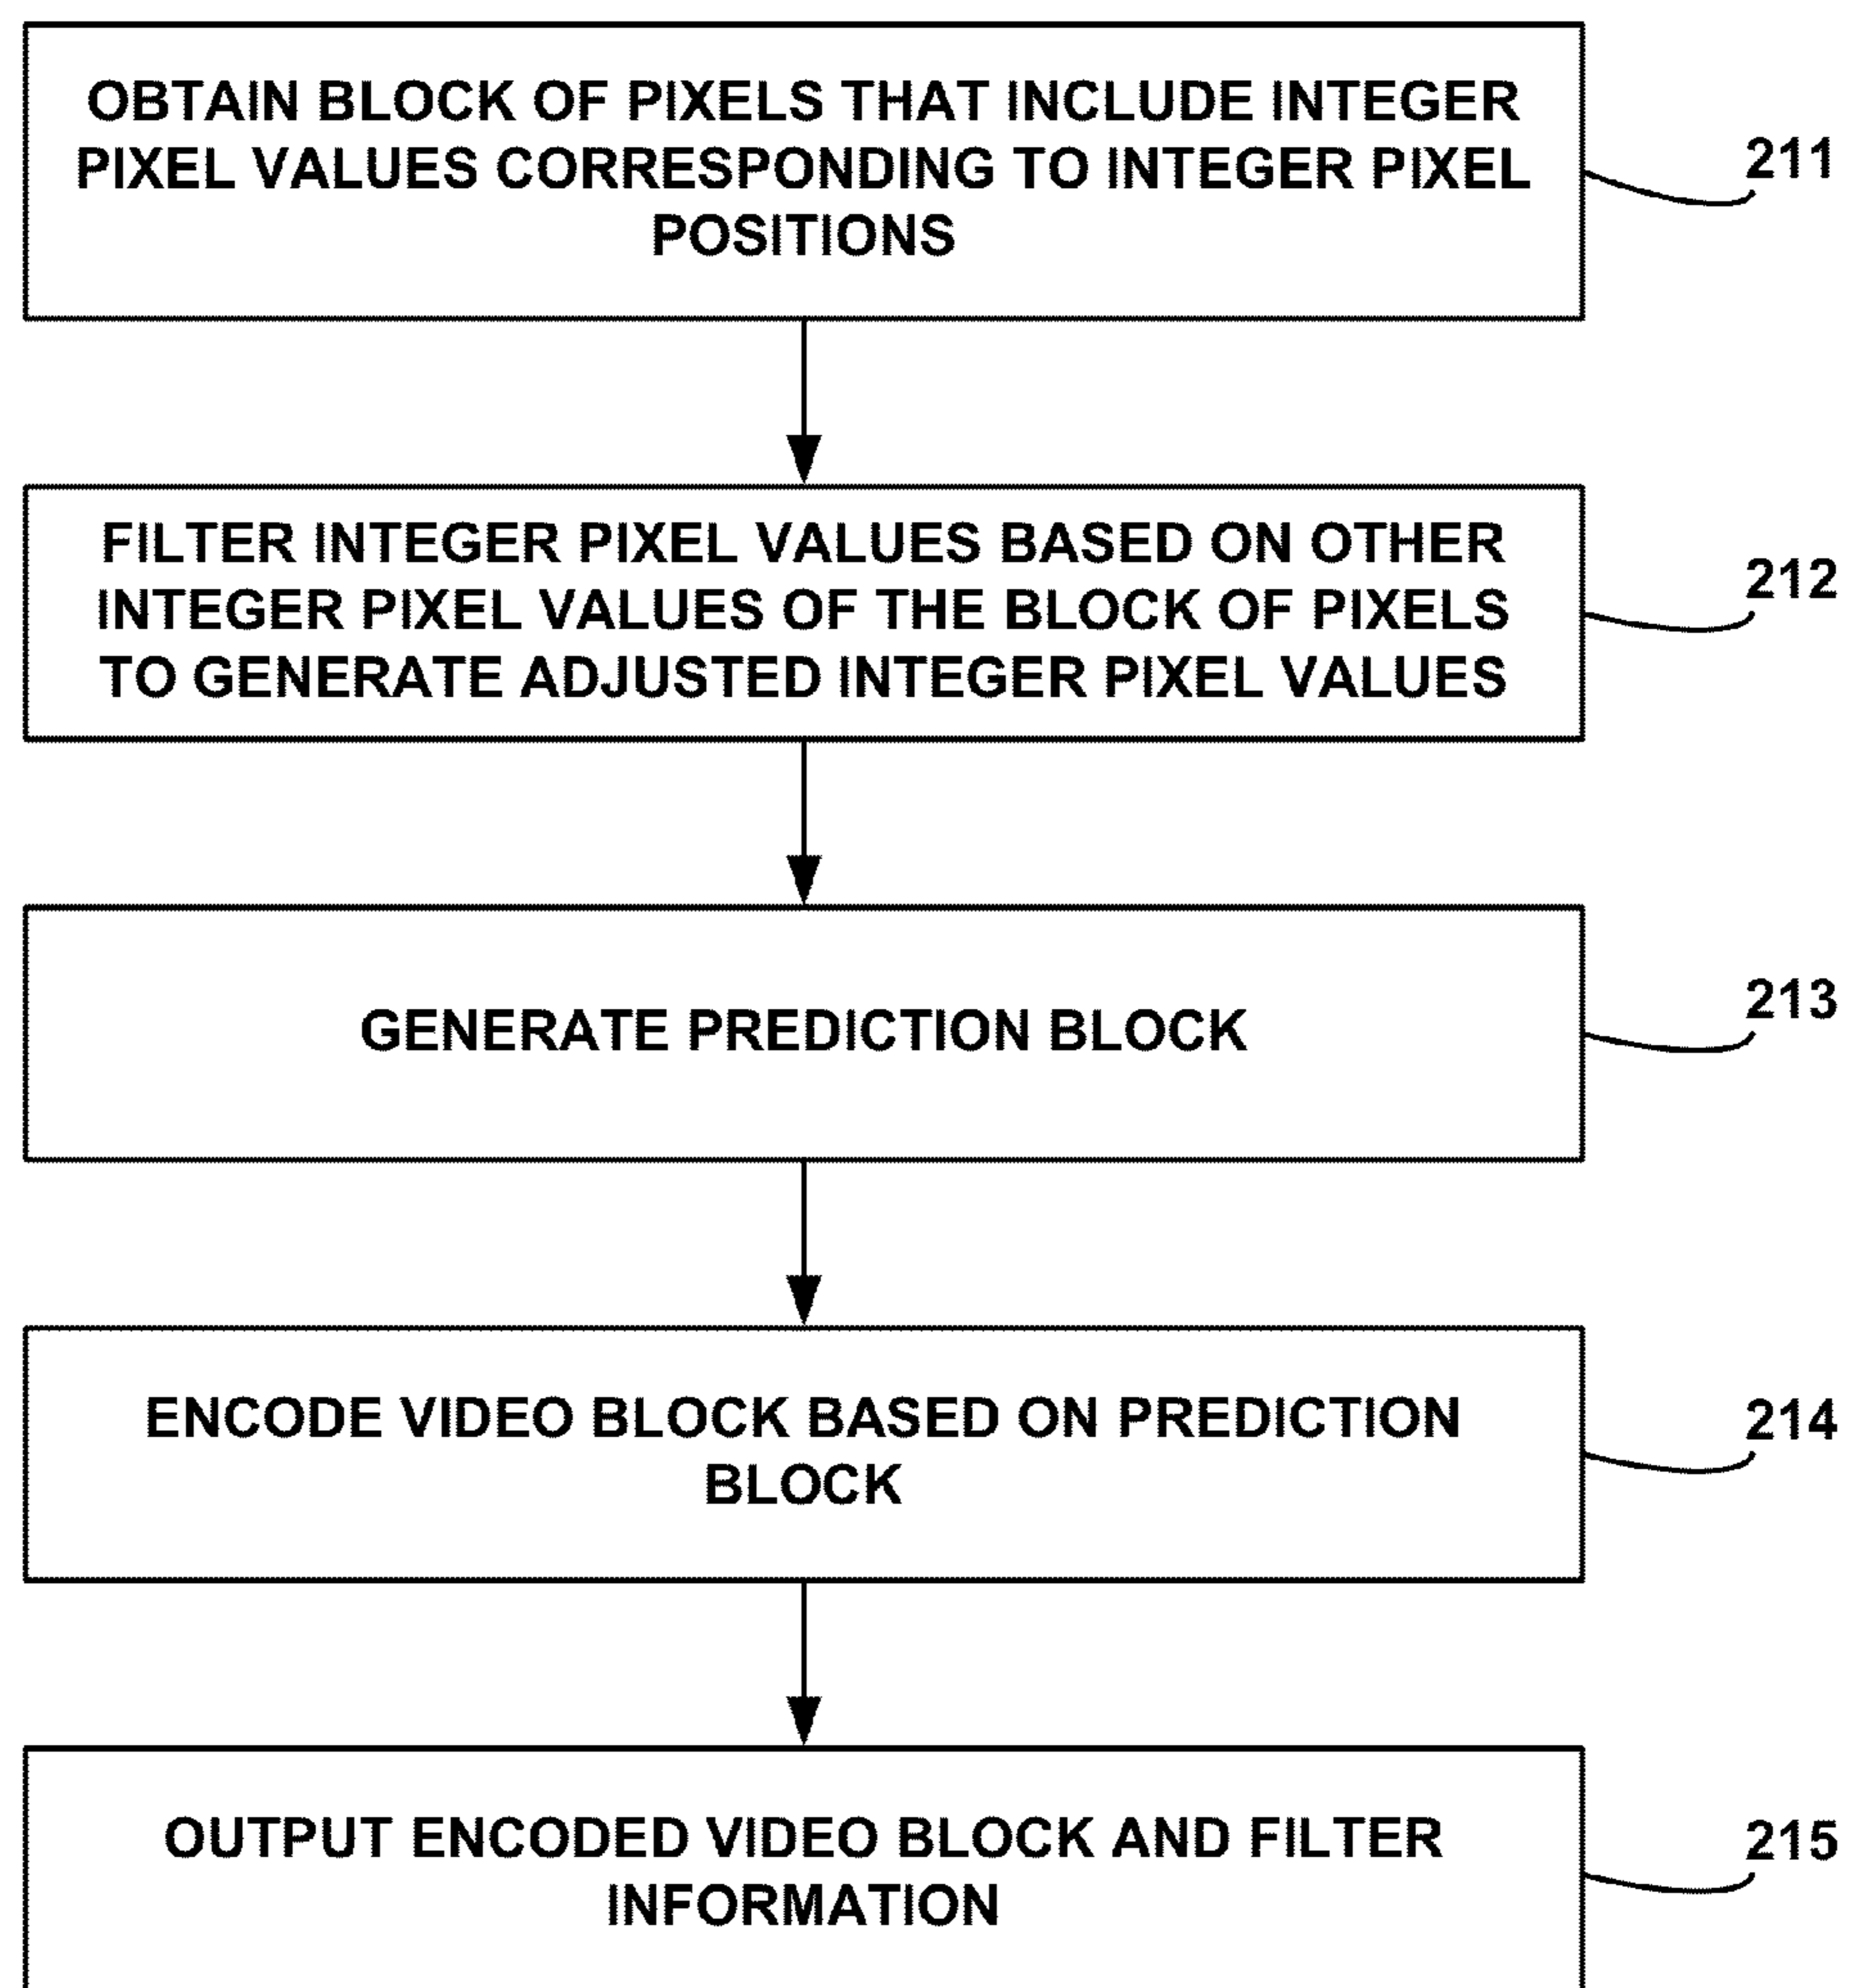 OBTAIN BLOCK OF PIXELS THAT INCLUDE INTEGER
PIXEL VALUES CORRESPONDING TO INTEGER PIXEL
POSITIONS
211
FILTER INTEGER PIXEL VALUES BASED ON OTHER
INTEGER PIXEL VALUES OF THE BLOCK OF PIXELS
TO GENERATE ADJUSTED INTEGER PIXEL VALUES
212
GENERATE PREDICTION BLOCK
213
ENCODE VIDEO BLOCK BASED ON PREDICTION
BLOCK
214
OUTPUT ENCODED VIDEO BLOCK AND FILTER
INFORMATION
215